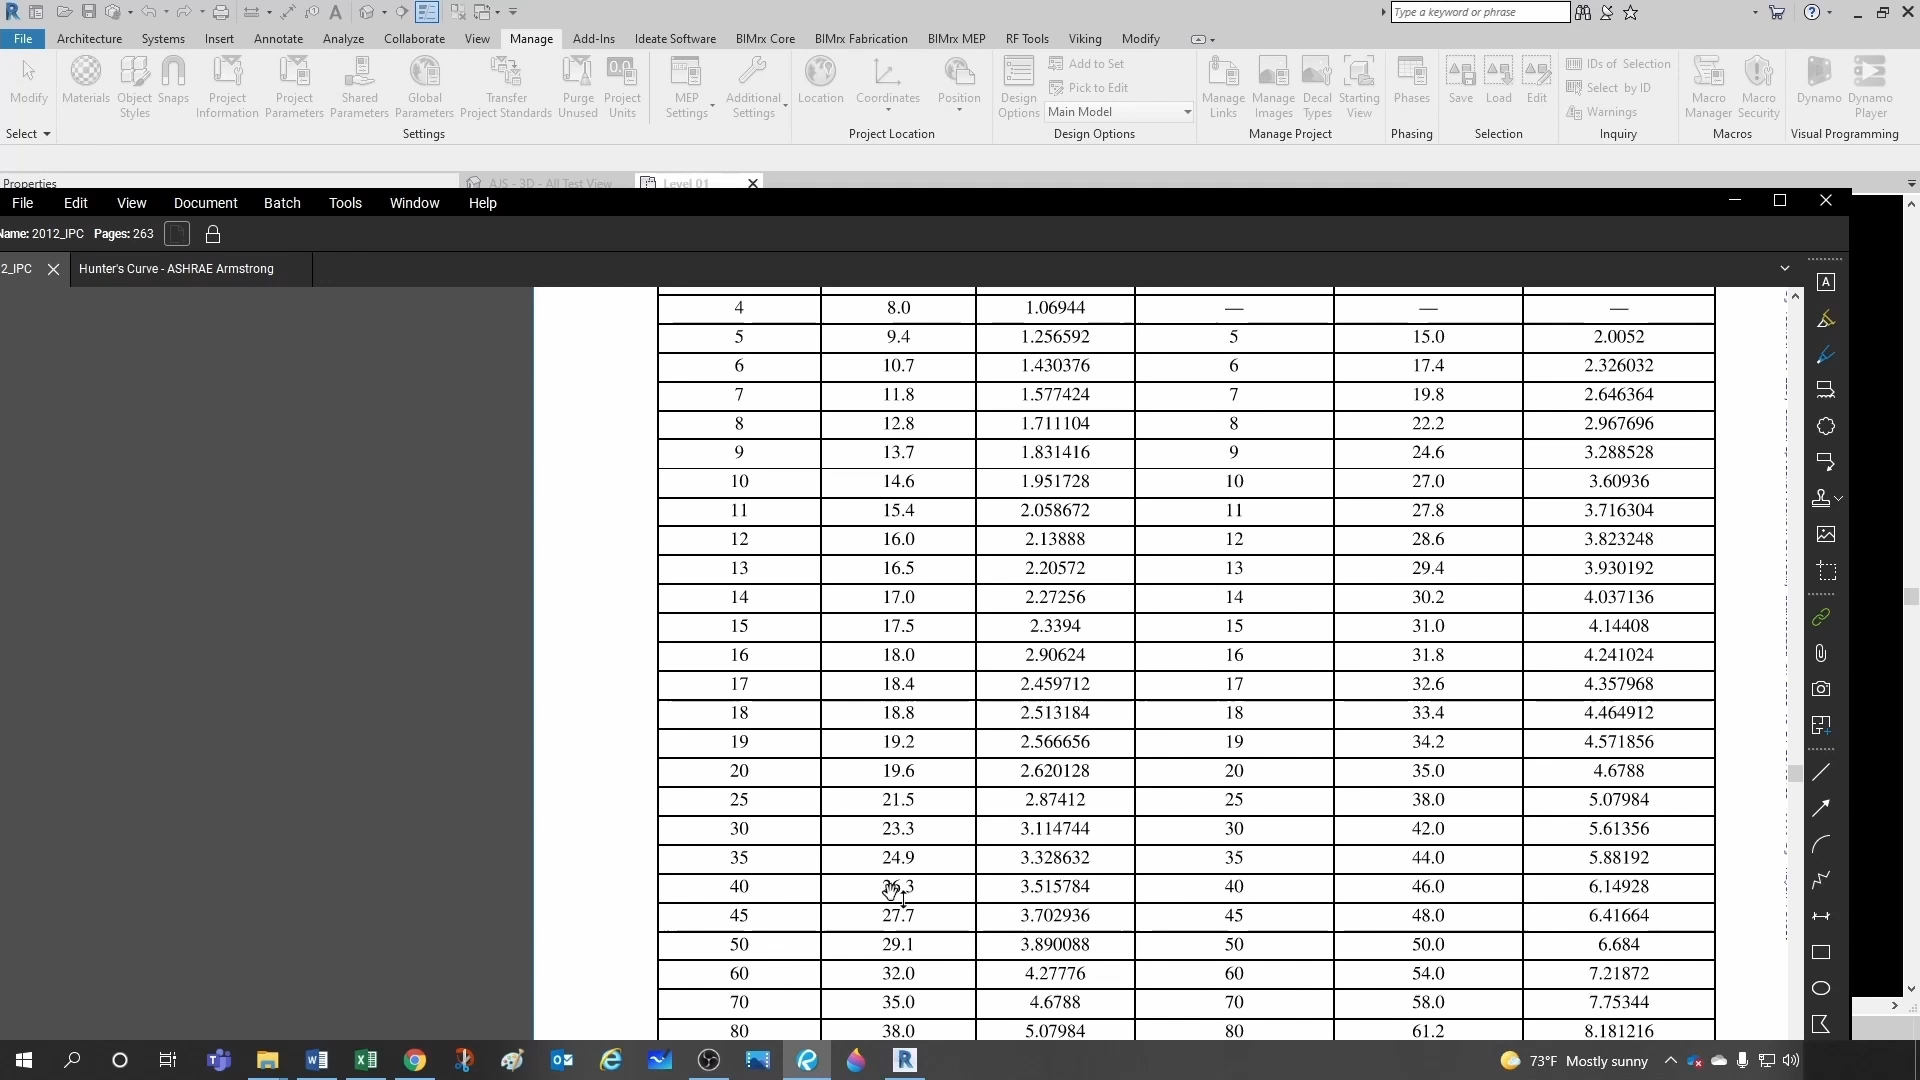 Type a keyword or phrase
File Architecture Systems Insert Annotate Analyze Collaborate View Manage Add-Ins Ideate Software BIMrx Core BIMrx Fabrication BIMrx MEP RF Tools Viking Modify
Modify Materials Object Styles Snaps Project Information Project Parameters Shared Parameters Global Parameters Transfer Project Standards Purge Unused Project Units MEP Settings Additional Settings Location Coordinates Position Design Options Add to Set Pick to Edit Main Model Manage Links Manage Images Decal Types Starting View Phases Save Load Edit IDs of Selection Select by ID Warnings Macro Manager Macro Security Dynamo Dynamo Player
Select Settings Project Location Design Options Manage Project Phasing Selection Inquiry Macros Visual Programming
Properties AJS - 3D - All Test View Level 01
File Edit View Document Batch Tools Window Help
Name: 2012_IPC Pages: 263
2_IPC Hunter's Curve - ASHRAE Armstrong
4 8.0 1.06944 — — —
5 9.4 1.256592 5 15.0 2.0052
6 10.7 1.430376 6 17.4 2.326032
7 11.8 1.577424 7 19.8 2.646364
8 12.8 1.711104 8 22.2 2.967696
9 13.7 1.831416 9 24.6 3.288528
10 14.6 1.951728 10 27.0 3.60936
11 15.4 2.058672 11 27.8 3.716304
12 16.0 2.13888 12 28.6 3.823248
13 16.5 2.20572 13 29.4 3.930192
14 17.0 2.27256 14 30.2 4.037136
15 17.5 2.3394 15 31.0 4.14408
16 18.0 2.90624 16 31.8 4.241024
17 18.4 2.459712 17 32.6 4.357968
18 18.8 2.513184 18 33.4 4.464912
19 19.2 2.566656 19 34.2 4.571856
20 19.6 2.620128 20 35.0 4.6788
25 21.5 2.87412 25 38.0 5.07984
30 23.3 3.114744 30 42.0 5.61356
35 24.9 3.328632 35 44.0 5.88192
40 3.515784 40 46.0 6.14928
45 27.7 3.702936 45 48.0 6.41664
50 29.1 3.890088 50 50.0 6.684
60 32.0 4.27776 60 54.0 7.21872
70 35.0 4.6788 70 58.0 7.75344
80 38.0 5.07984 80 61.2 8.181216
73°F Mostly sunny